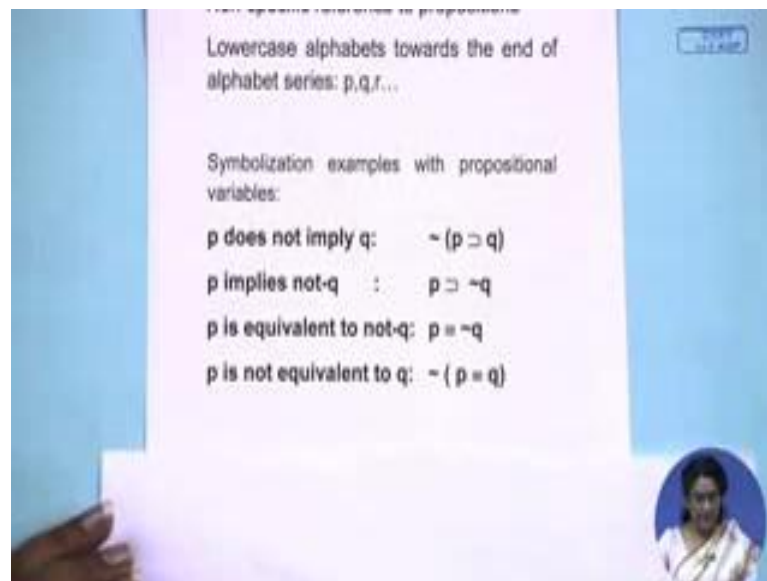 Lowercase alphabets towards the end of
alphabet series: p,q,r...
Symbolization examples with propositional
variables:
p does not imply q: ~ (p ⊃ q)
p implies not-q : p ⊃ ~q
p is equivalent to not-q: p ≡ ~q
p is not equivalent to q: ~ ( p ≡ q)